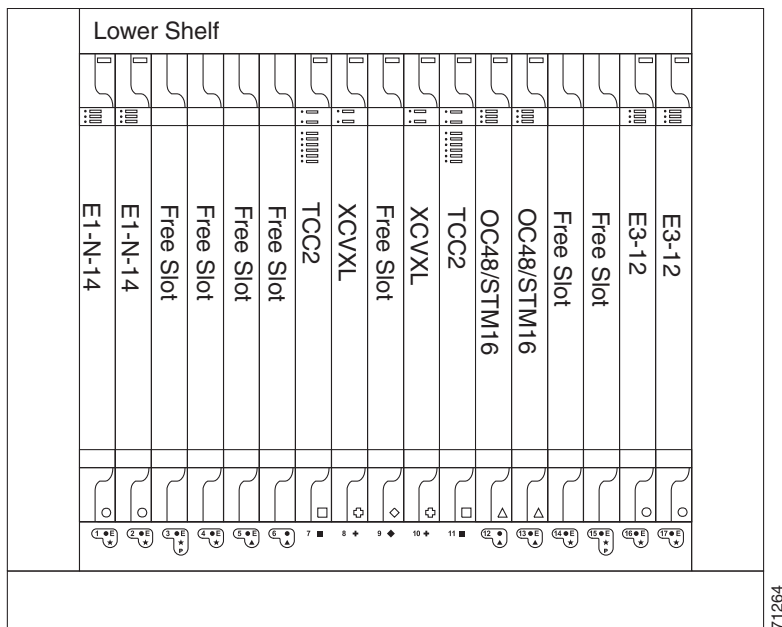 Lower Shelf
E1-N-14
E1-N-14
Free Slot
Free Slot
Free Slot
Free Slot
TCC2
XCVXL
Free Slot
XCVXL
TCC2
OC48/STM16
OC48/STM16
Free Slot
Free Slot
E3-12
E3-12
1 E 2 E 3 E P 4 E 5 E 6 7 8 9 10 11 12 13 E 14 E 15 E P 16 E 17 E
71264